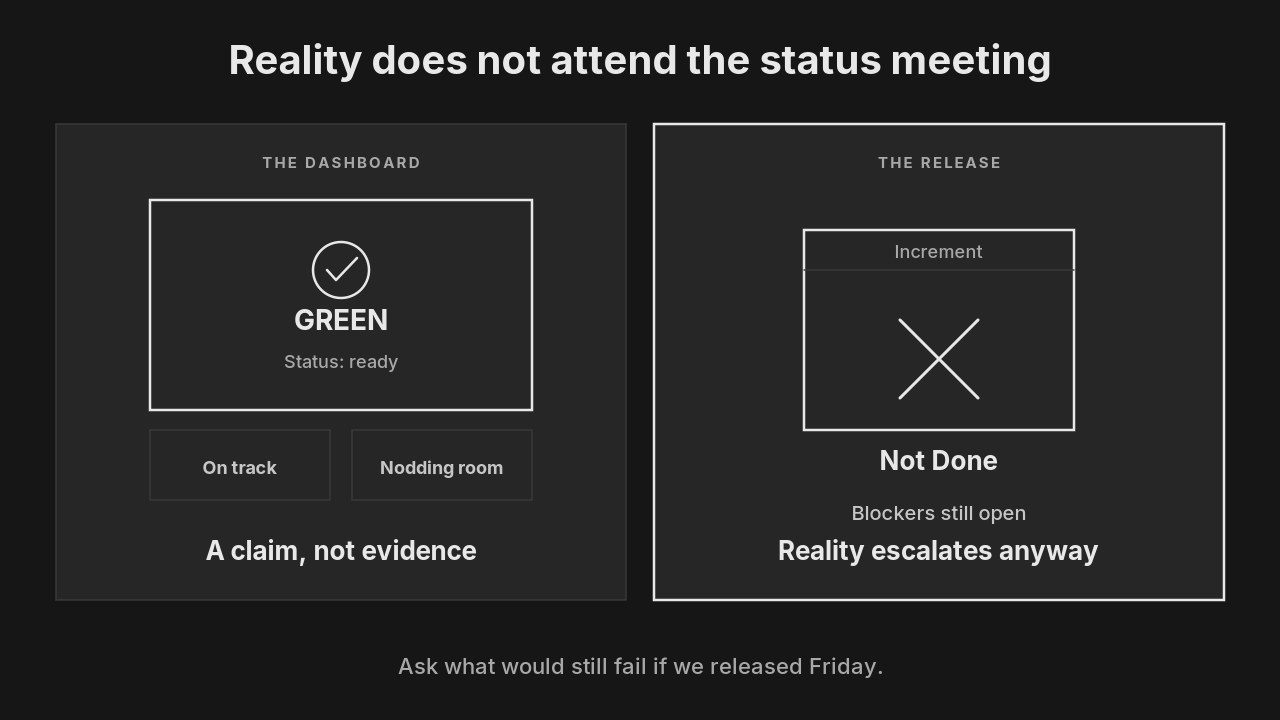 Reality does not attend the status meeting
THE DASHBOARD
GREEN
Status: ready
On track
Nodding room
A claim, not evidence
THE RELEASE
Increment
Not Done
Blockers still open
Reality escalates anyway
Ask what would still fail if we released Friday.